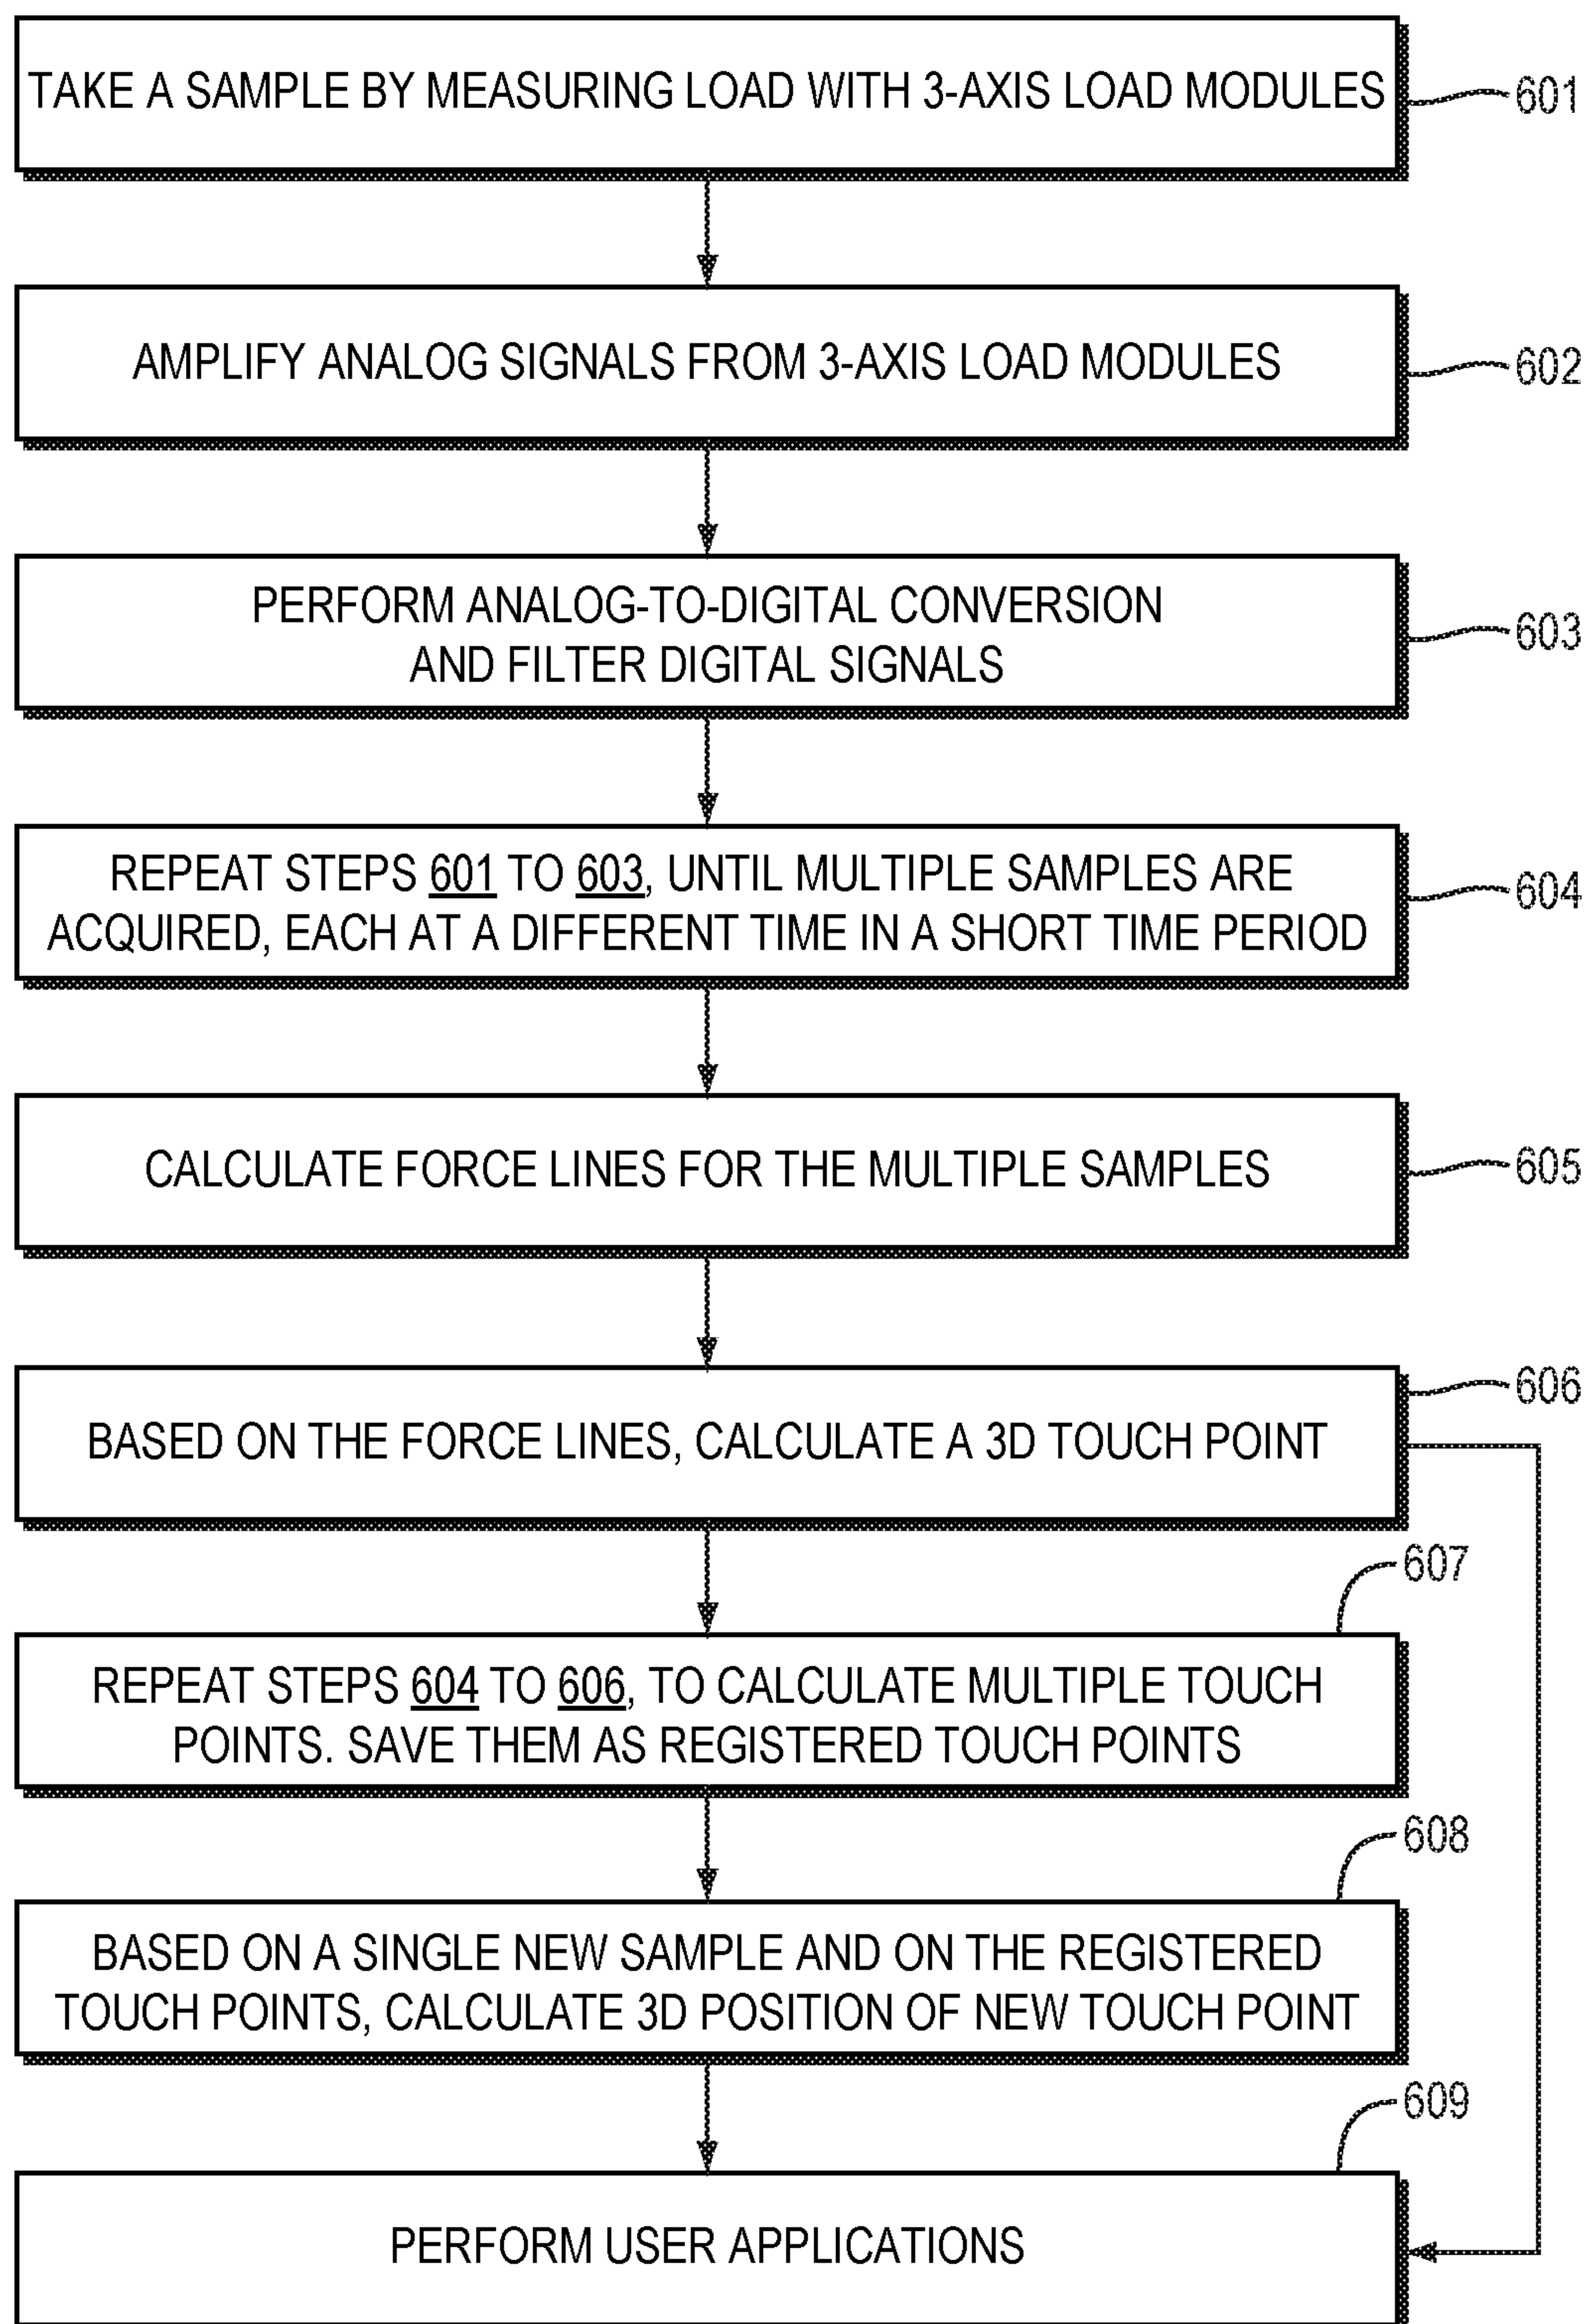 TAKE A SAMPLE BY MEASURING LOAD WITH 3-AXIS LOAD MODULES
601
AMPLIFY ANALOG SIGNALS FROM 3-AXIS LOAD MODULES
602
PERFORM ANALOG-TO-DIGITAL CONVERSION
AND FILTER DIGITAL SIGNALS
603
REPEAT STEPS 601 TO 603, UNTIL MULTIPLE SAMPLES ARE
ACQUIRED, EACH AT A DIFFERENT TIME IN A SHORT TIME PERIOD
604
CALCULATE FORCE LINES FOR THE MULTIPLE SAMPLES
605
BASED ON THE FORCE LINES, CALCULATE A 3D TOUCH POINT
606
607
REPEAT STEPS 604 TO 606, TO CALCULATE MULTIPLE TOUCH
POINTS. SAVE THEM AS REGISTERED TOUCH POINTS
608
BASED ON A SINGLE NEW SAMPLE AND ON THE REGISTERED
TOUCH POINTS, CALCULATE 3D POSITION OF NEW TOUCH POINT
609
PERFORM USER APPLICATIONS